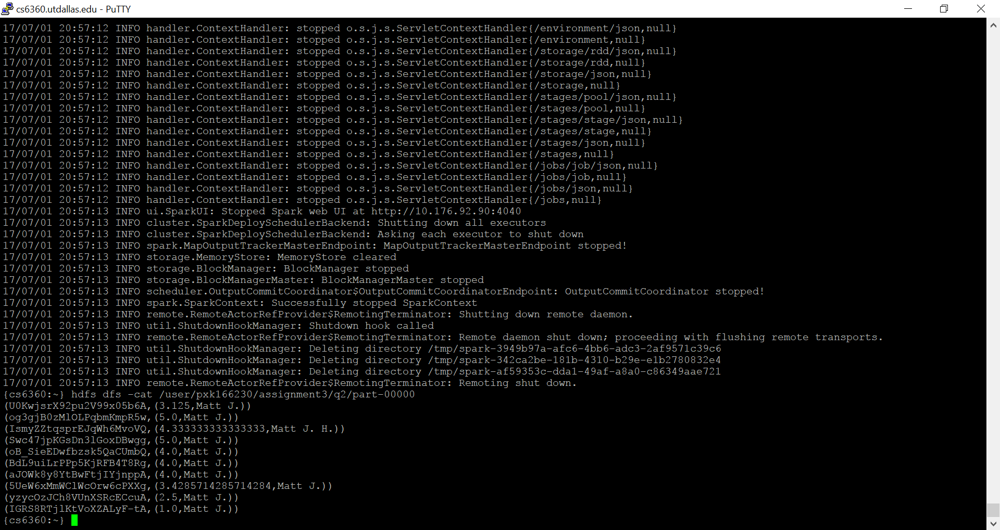 cs6360.utdallas.edu - PuTTY
17/07/01 20:57:12 INFO handler.ContextHandler: stopped o.s.j.s.ServletContextHandler{/environment/json,null}
17/07/01 20:57:12 INFO handler.ContextHandler: stopped o.s.j.s.ServletContextHandler{/environment,null}
17/07/01 20:57:12 INFO handler.ContextHandler: stopped o.s.j.s.ServletContextHandler{/storage/rdd/json,null}
17/07/01 20:57:12 INFO handler.ContextHandler: stopped o.s.j.s.ServletContextHandler{/storage/rdd,null}
17/07/01 20:57:12 INFO handler.ContextHandler: stopped o.s.j.s.ServletContextHandler{/storage/json,null}
17/07/01 20:57:12 INFO handler.ContextHandler: stopped o.s.j.s.ServletContextHandler{/storage,null}
17/07/01 20:57:12 INFO handler.ContextHandler: stopped o.s.j.s.ServletContextHandler{/stages/pool/json,null}
17/07/01 20:57:12 INFO handler.ContextHandler: stopped o.s.j.s.ServletContextHandler{/stages/pool,null}
17/07/01 20:57:12 INFO handler.ContextHandler: stopped o.s.j.s.ServletContextHandler{/stages/stage/json,null}
17/07/01 20:57:12 INFO handler.ContextHandler: stopped o.s.j.s.ServletContextHandler{/stages/stage,null}
17/07/01 20:57:12 INFO handler.ContextHandler: stopped o.s.j.s.ServletContextHandler{/stages/json,null}
17/07/01 20:57:12 INFO handler.ContextHandler: stopped o.s.j.s.ServletContextHandler{/stages,null}
17/07/01 20:57:12 INFO handler.ContextHandler: stopped o.s.j.s.ServletContextHandler{/jobs/job/json,null}
17/07/01 20:57:12 INFO handler.ContextHandler: stopped o.s.j.s.ServletContextHandler{/jobs/job,null}
17/07/01 20:57:12 INFO handler.ContextHandler: stopped o.s.j.s.ServletContextHandler{/jobs/json,null}
17/07/01 20:57:12 INFO handler.ContextHandler: stopped o.s.j.s.ServletContextHandler{/jobs,null}
17/07/01 20:57:13 INFO ui.SparkUI: Stopped Spark web UI at http://10.176.92.90:4040
17/07/01 20:57:13 INFO cluster.SparkDeploySchedulerBackend: Shutting down all executors
17/07/01 20:57:13 INFO cluster.SparkDeploySchedulerBackend: Asking each executor to shut down
17/07/01 20:57:13 INFO spark.MapOutputTrackerMasterEndpoint: MapOutputTrackerMasterEndpoint stopped!
17/07/01 20:57:13 INFO storage.MemoryStore: MemoryStore cleared
17/07/01 20:57:13 INFO storage.BlockManager: BlockManager stopped
17/07/01 20:57:13 INFO storage.BlockManagerMaster: BlockManagerMaster stopped
17/07/01 20:57:13 INFO scheduler.OutputCommitCoordinator$OutputCommitCoordinatorEndpoint: OutputCommitCoordinator stopped!
17/07/01 20:57:13 INFO spark.SparkContext: Successfully stopped SparkContext
17/07/01 20:57:13 INFO remote.RemoteActorRefProvider$RemotingTerminator: Shutting down remote daemon.
17/07/01 20:57:13 INFO util.ShutdownHookManager: Shutdown hook called
17/07/01 20:57:13 INFO remote.RemoteActorRefProvider$RemotingTerminator: Remote daemon shut down; proceeding with flushing remote transports.
17/07/01 20:57:13 INFO util.ShutdownHookManager: Deleting directory /tmp/spark-3949b97a-afc6-4bb6-adc3-2af9571c39c6
17/07/01 20:57:13 INFO util.ShutdownHookManager: Deleting directory /tmp/spark-342ca2be-181b-4310-b29e-e1b2780832e4
17/07/01 20:57:13 INFO util.ShutdownHookManager: Deleting directory /tmp/spark-af59353c-dda1-49af-a8a0-c86349aae721
17/07/01 20:57:13 INFO remote.RemoteActorRefProvider$RemotingTerminator: Remoting shut down.
{cs6360:~} hdfs dfs -cat /user/pxk166230/assignment3/q2/part-00000
(U0KwjsrX92pu2V99x05b6A,(3.125,Matt J.))
(og3gjB0zMlOLPqbmKmpR5w,(5.0,Matt J.))
(IsmyZZtqsprEJqWh6MvoVQ,(4.333333333333333,Matt J. H.))
(Swc47jpKGsDn3lGoxDBwgg,(5.0,Matt J.))
(oB_SieEDwfbzsk5QaCUmbQ,(4.0,Matt J.))
(BdL9uiLrPPp5KjRFB4T8Rg,(4.0,Matt J.))
(aJOWk8y8YtBwFtjIYjnppA,(4.0,Matt J.))
(5UeW6xMmWClWcOrw6cPXXg,(3.4285714285714284,Matt J.))
(yzycOzJCh8VUnXSRcECcuA,(2.5,Matt J.))
(IGRS8RTjlKtVoXZALyF-tA,(1.0,Matt J.))
{cs6360:~}